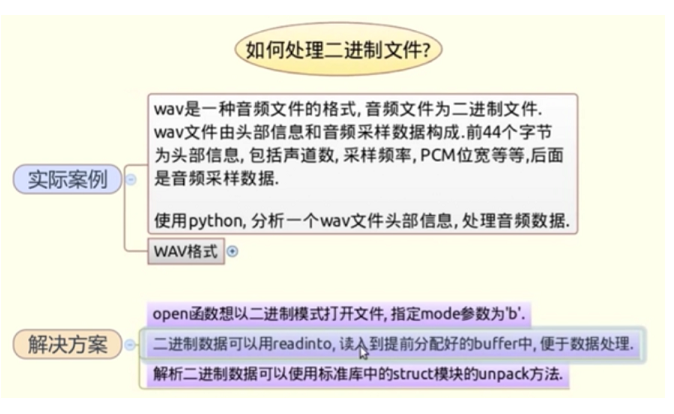 如何处理二进制文件?
实际案例
wav是一种音频文件的格式, 音频文件为二进制文件.
wav文件由头部信息和音频采样数据构成.前44个字节
为头部信息, 包括声道数, 采样频率, PCM位宽等等,后面
是音频采样数据.
使用python, 分析一个wav文件头部信息, 处理音频数据.
WAV格式
解决方案
open函数想以二进制模式打开文件, 指定mode参数为'b'.
二进制数据可以用readinto, 读入到提前分配好的buffer中, 便于数据处理.
解析二进制数据可以使用标准库中的struct模块的unpack方法.